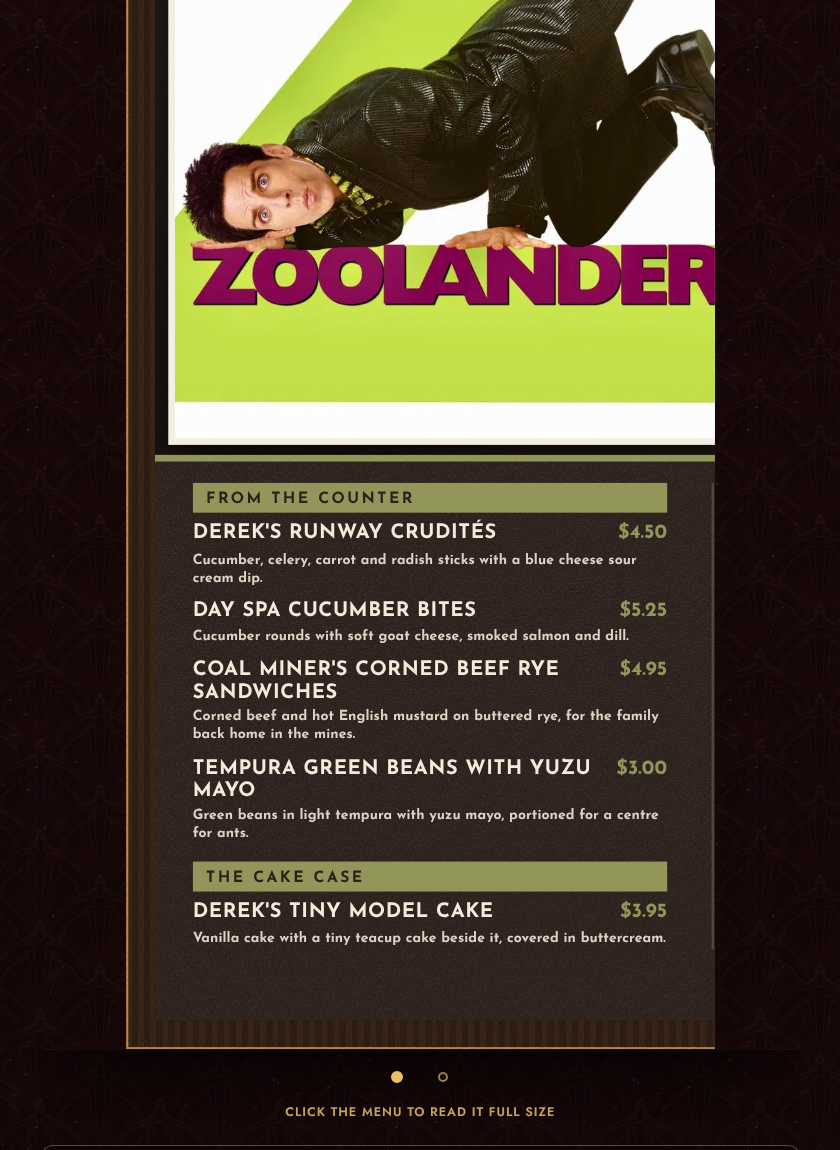 ZOOLANDER
FROM THE COUNTER
DEREK'S RUNWAY CRUDITÉS $4.50
Cucumber, celery, carrot and radish sticks with a blue cheese sour
cream dip.
DAY SPA CUCUMBER BITES $5.25
Cucumber rounds with soft goat cheese, smoked salmon and dill.
COAL MINER'S CORNED BEEF RYE $4.95
SANDWICHES
Corned beef and hot English mustard on buttered rye, for the family
back home in the mines.
TEMPURA GREEN BEANS WITH YUZU $3.00
MAYO
Green beans in light tempura with yuzu mayo, portioned for a centre
for ants.
THE CAKE CASE
DEREK'S TINY MODEL CAKE $3.95
Vanilla cake with a tiny teacup cake beside it, covered in buttercream.
CLICK THE MENU TO READ IT FULL SIZE